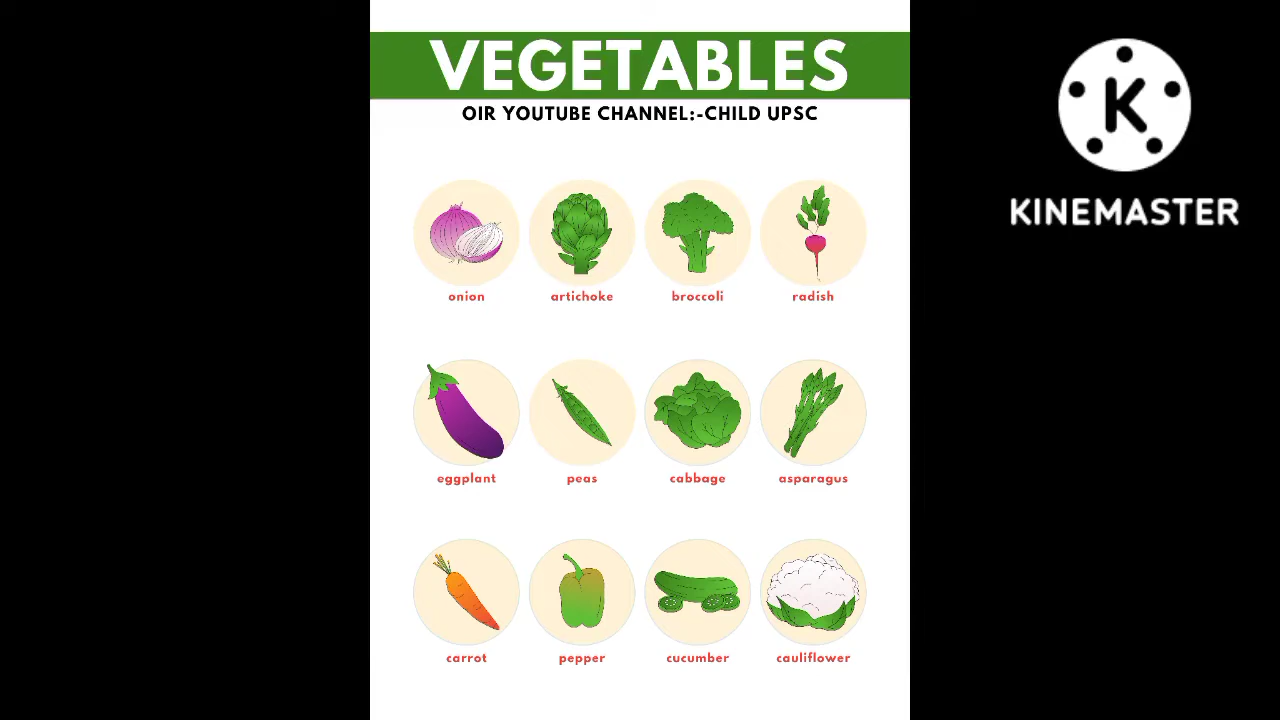 VEGETABLES
OIR YOUTUBE CHANNEL:-CHILD UPSC
K
KINEMASTER
onion artichoke broccoli radish
eggplant peas cabbage asparagus
carrot pepper cucumber cauliflower